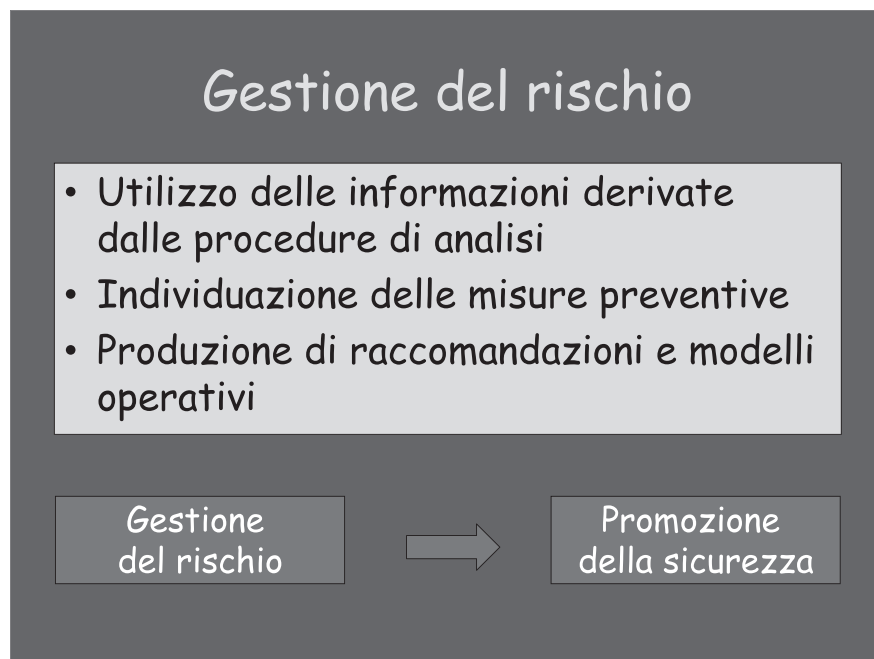 Gestione del rischio
• Utilizzo delle informazioni derivate
dalle procedure di analisi
• Individuazione delle misure preventive
• Produzione di raccomandazioni e modelli
operativi
Gestione
del rischio
Promozione
della sicurezza